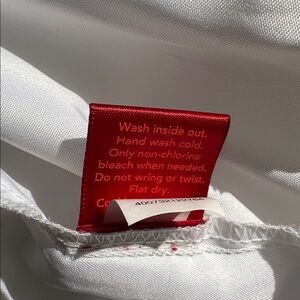 Wash inside out.
Hand wash cold.
Only non-chlorine
bleach when needed.
Do not wring or twist.
Flat dry.